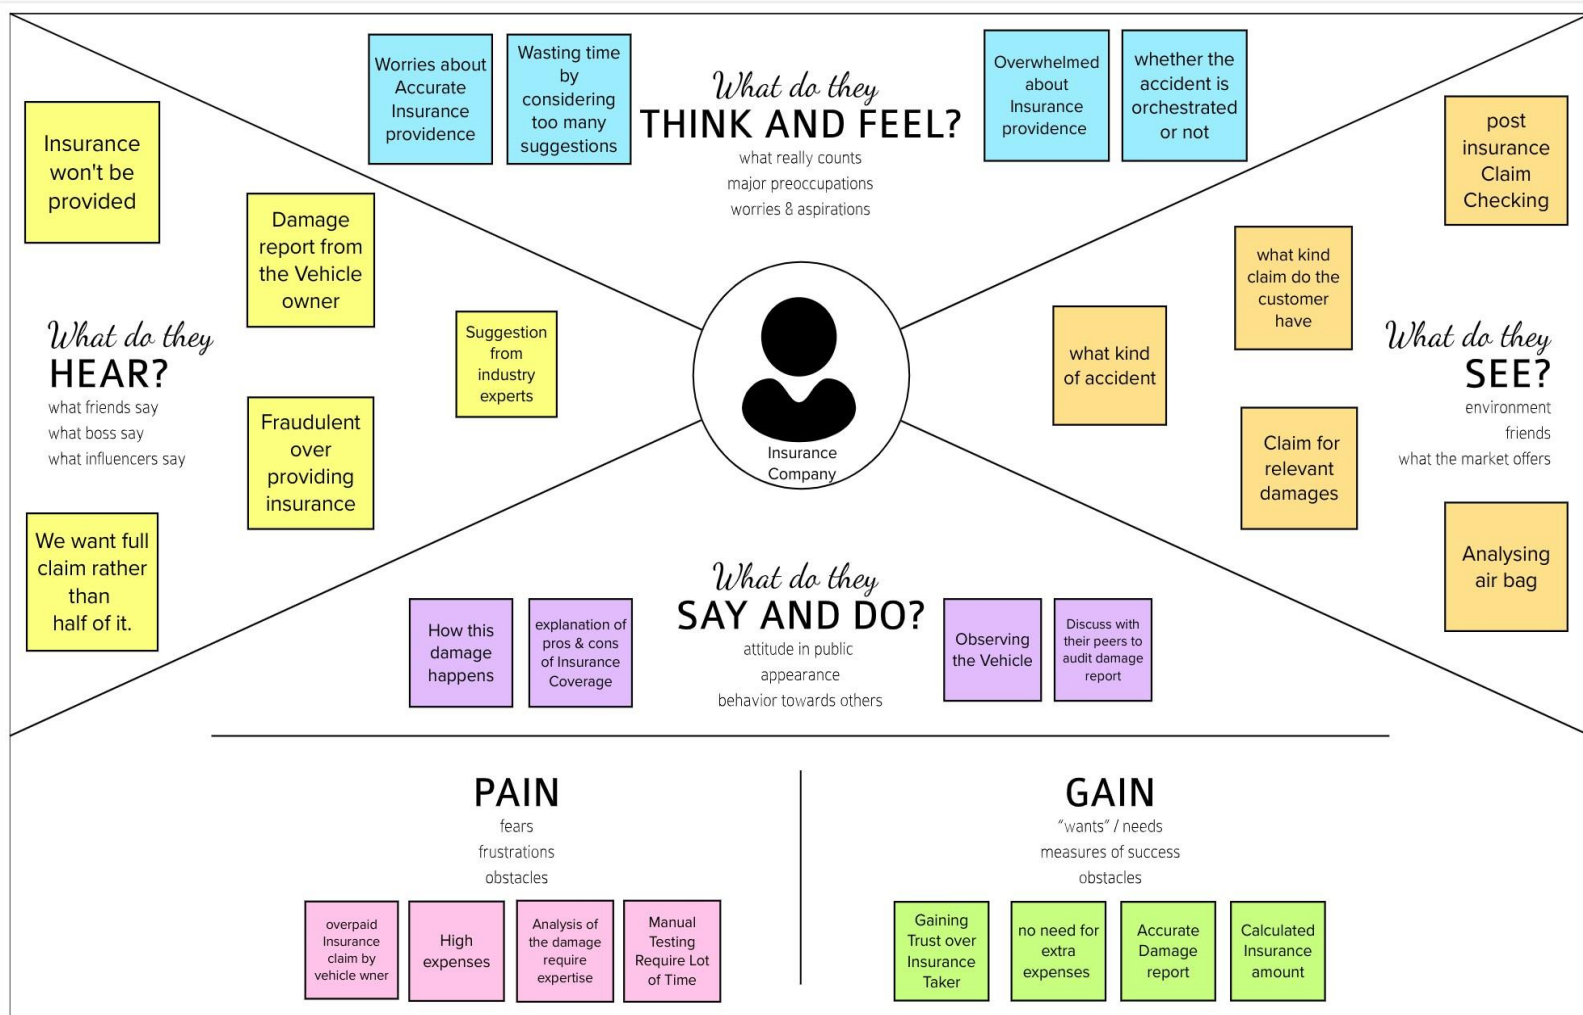 Worries about
Accurate
Insurance
providence
Wasting time
by
considering
too many
suggestions
What do they
THINK AND FEEL?
what really counts
major preoccupations
worries & aspirations
Overwhelmed
about
Insurance
providence
whether the
accident is
orchestrated
or not
Insurance
won't be
provided
Damage
report from
the Vehicle
owner
Suggestion
from
industry
experts
What do they
HEAR?
what friends say
what boss say
what influencers say
Fraudulent
over
providing
insurance
We want full
claim rather
than
half of it.
Insurance
Company
post
insurance
Claim
Checking
what kind
claim do the
customer
have
what kind
of accident
What do they
SEE?
environment
friends
what the market offers
Claim for
relevant
damages
Analysing
air bag
How this
damage
happens
explanation of
pros & cons
of Insurance
Coverage
What do they
SAY AND DO?
attitude in public
appearance
behavior towards others
Observing
the Vehicle
Discuss with
their peers to
audit damage
report
PAIN
fears
frustrations
obstacles
overpaid
Insurance
claim by
vehicle wner
High
expenses
Analysis of
the damage
require
expertise
Manual
Testing
Require Lot
of Time
GAIN
"wants" / needs
measures of success
obstacles
Gaining
Trust over
Insurance
Taker
no need for
extra
expenses
Accurate
Damage
report
Calculated
Insurance
amount